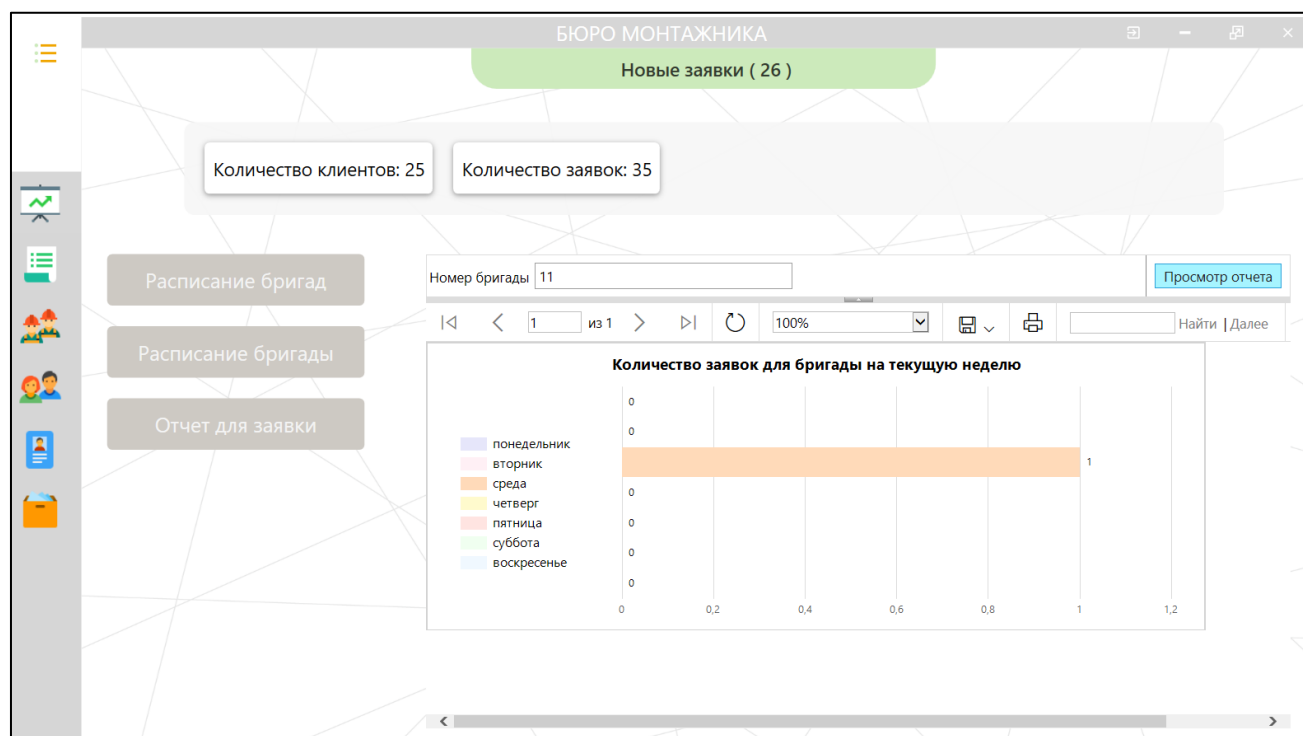 БЮРО МОНТАЖНИКА
Новые заявки ( 26 )
Количество клиентов: 25
Количество заявок: 35
Расписание бригад
Расписание бригады
Отчет для заявки
Номер бригады 11
Просмотр отчета
1 из 1
100%
Найти | Далее
Количество заявок для бригады на текущую неделю
понедельник
вторник
среда
четверг
пятница
суббота
воскресенье
0
0
1
0
0
0
0
0 0,2 0,4 0,6 0,8 1 1,2